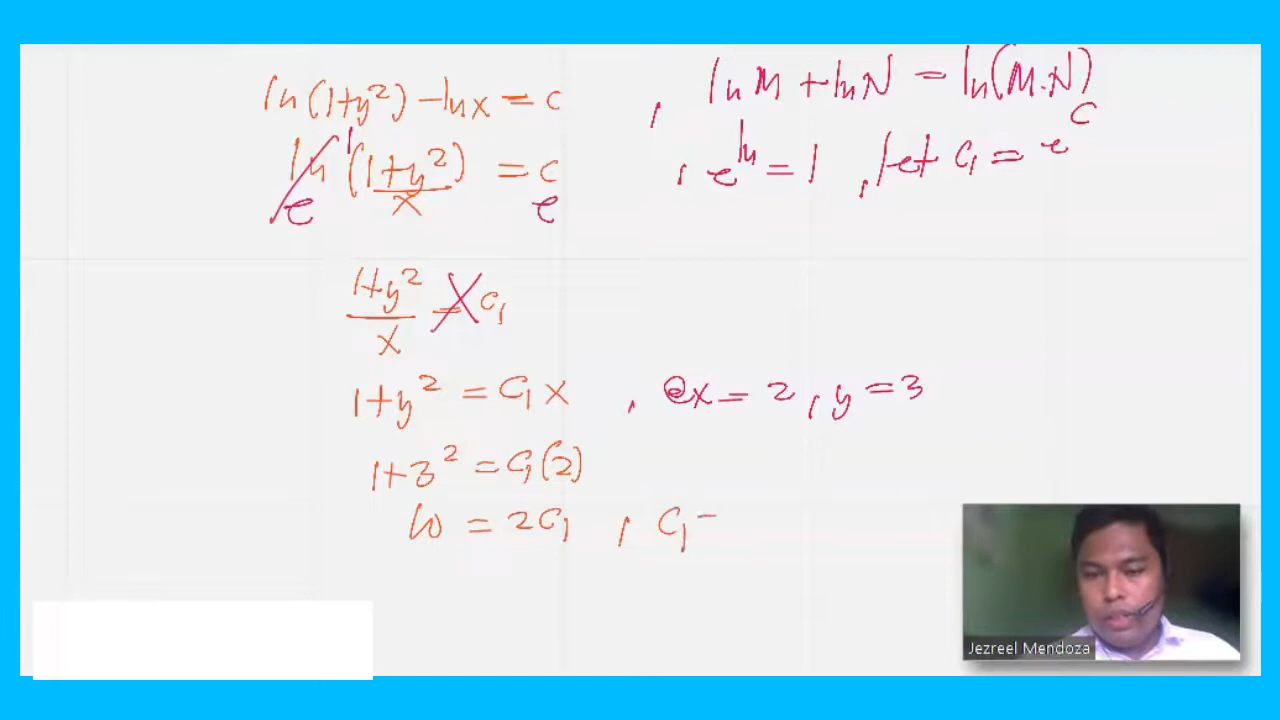 ln(1+y²) - lnx = c , ln M + ln N = ln(M·N)
ln (1+y²)/x = c , e^ln = 1 , let C₁ = e^c
e e
(1+y²)/x = C₁
1+y² = C₁x , @x = 2, y = 3
1+3² = C₁(2)
10 = 2C₁ , C₁ =
Jezreel Mendoza